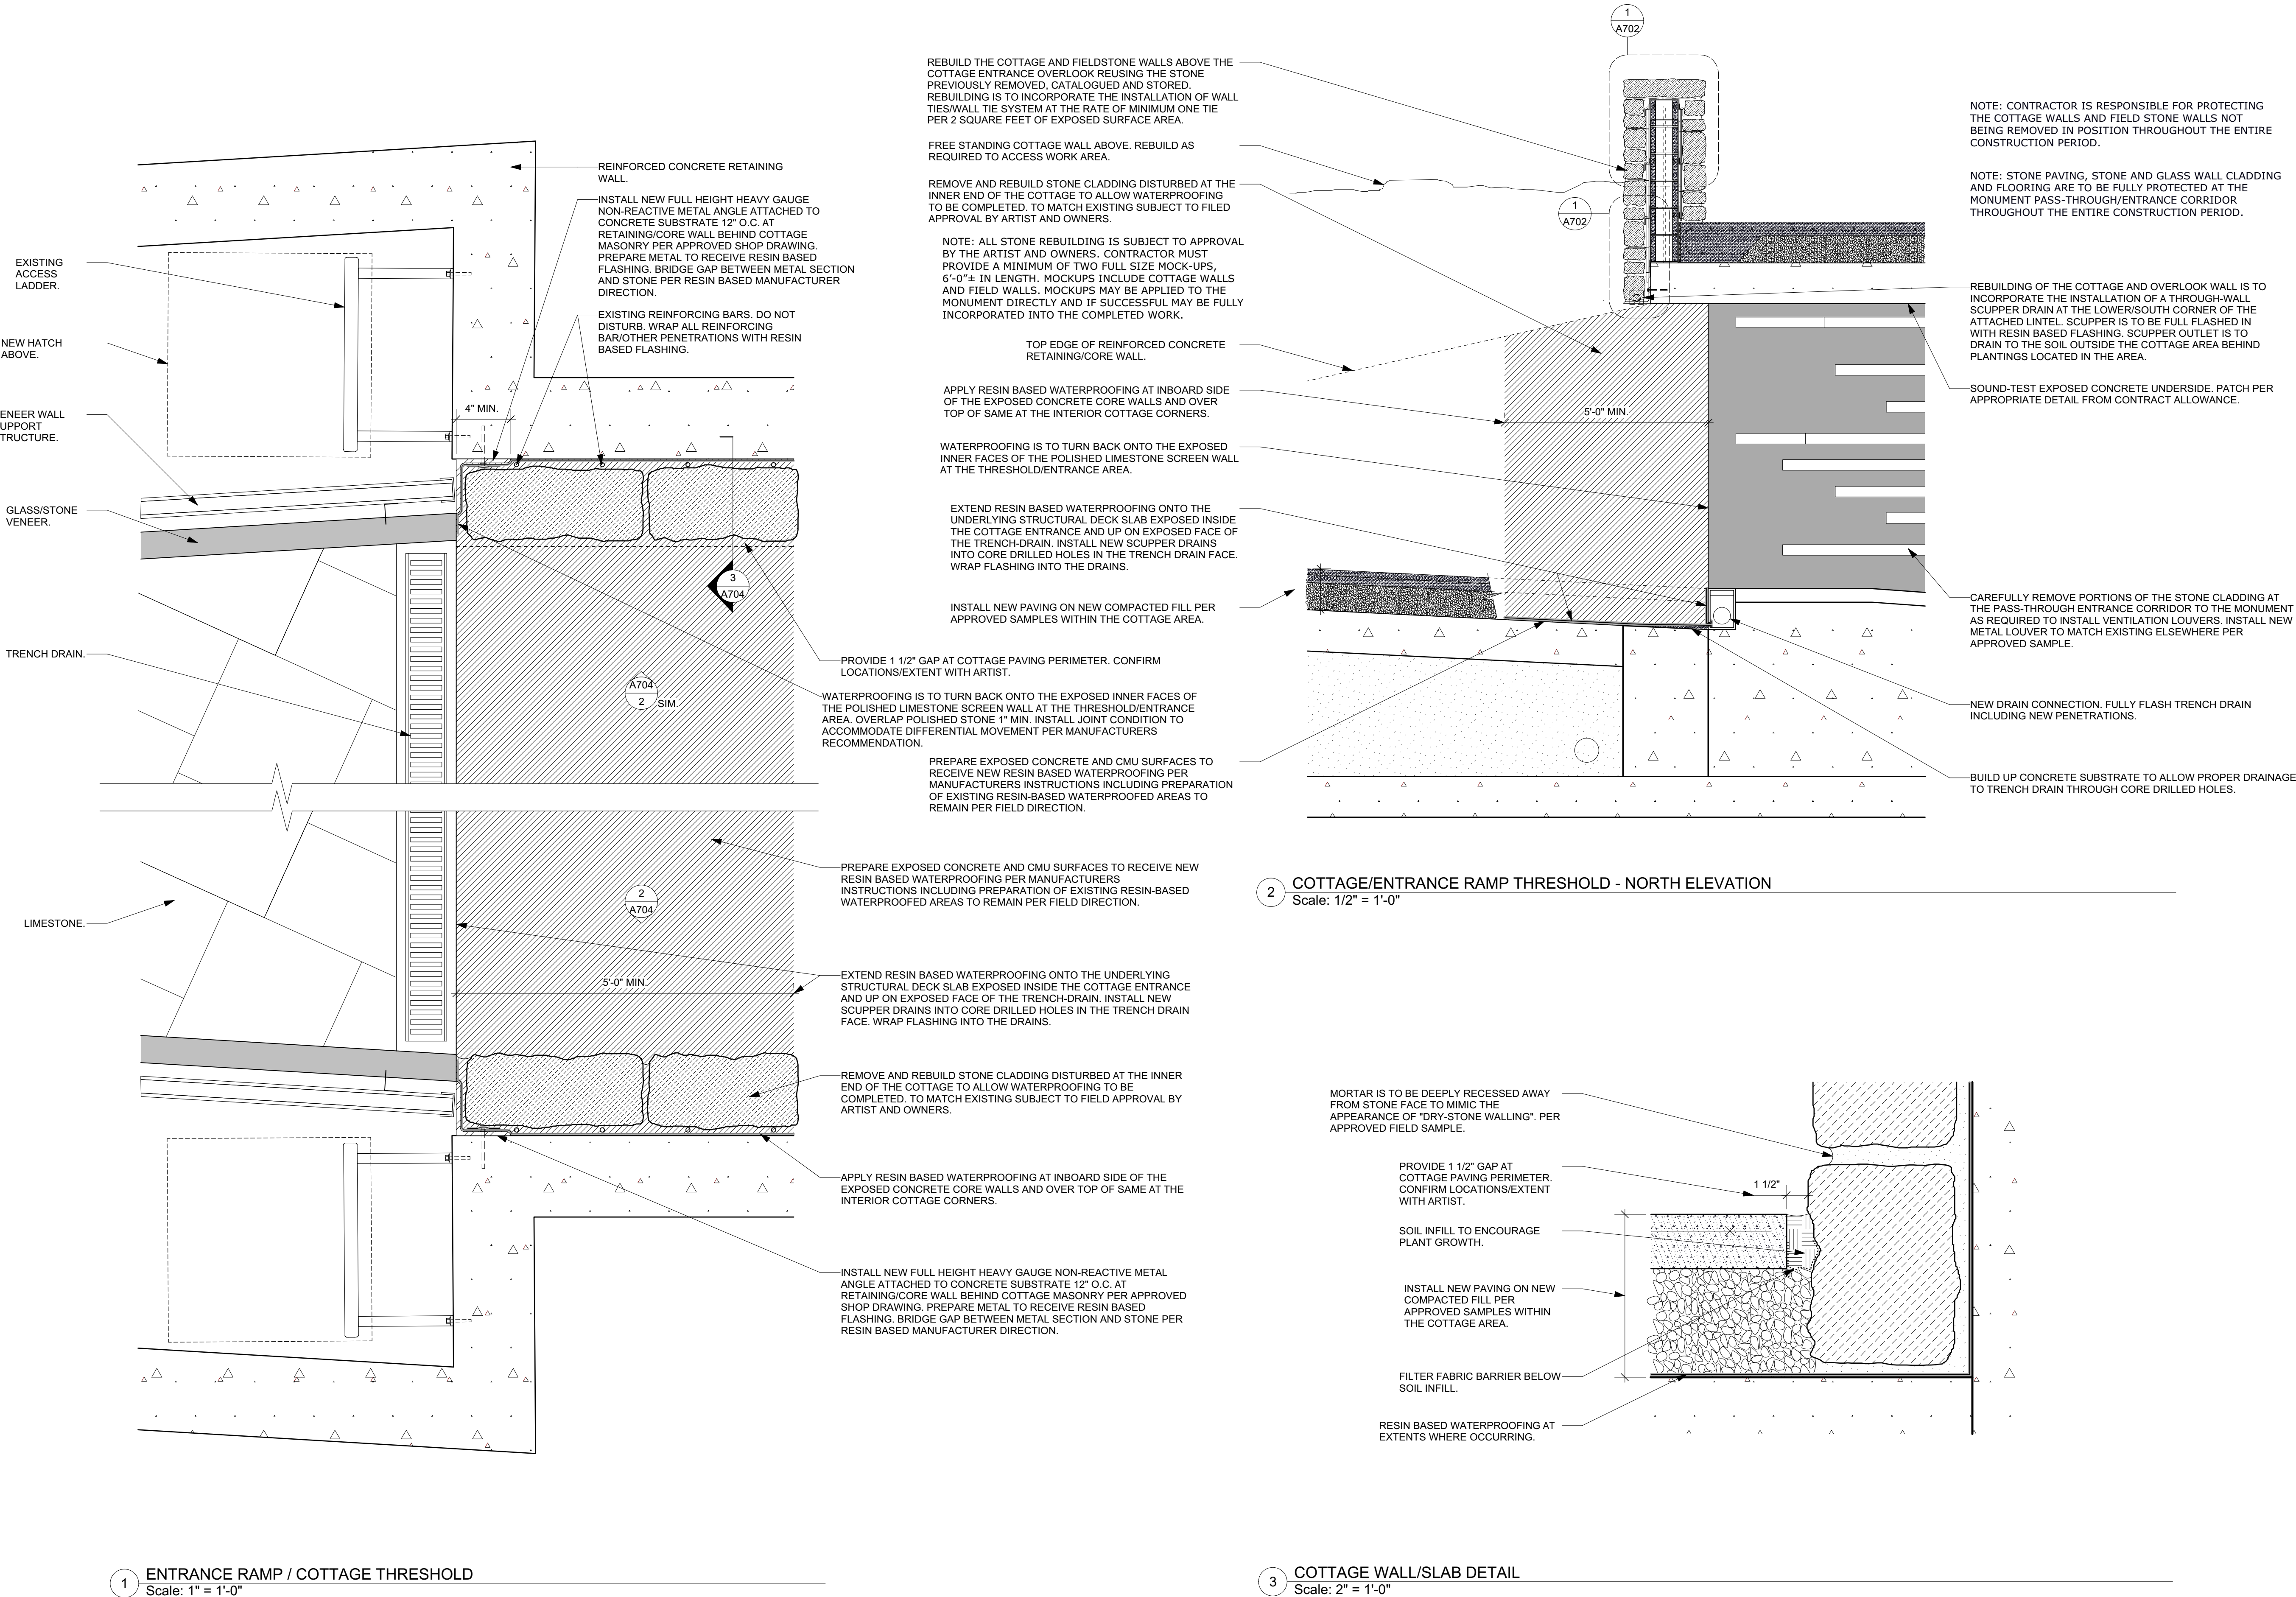 EXISTING
ACCESS
LADDER.
NEW HATCH
ABOVE.
ENEER WALL
UPPORT
TRUCTURE.
GLASS/STONE
VENEER.
TRENCH DRAIN.
LIMESTONE.
REINFORCED CONCRETE RETAINING
WALL.
INSTALL NEW FULL HEIGHT HEAVY GAUGE
NON-REACTIVE METAL ANGLE ATTACHED TO
CONCRETE SUBSTRATE 12" O.C. AT
RETAINING/CORE WALL BEHIND COTTAGE
MASONRY PER APPROVED SHOP DRAWING.
PREPARE METAL TO RECEIVE RESIN BASED
FLASHING. BRIDGE GAP BETWEEN METAL SECTION
AND STONE PER RESIN BASED MANUFACTURER
DIRECTION.
EXISTING REINFORCING BARS. DO NOT
DISTURB. WRAP ALL REINFORCING
BAR/OTHER PENETRATIONS WITH RESIN
BASED FLASHING.
4" MIN.
3
A704
A704
2
SIM.
2
A704
5'-0" MIN.
PROVIDE 1 1/2" GAP AT COTTAGE PAVING PERIMETER. CONFIRM
LOCATIONS/EXTENT WITH ARTIST.
WATERPROOFING IS TO TURN BACK ONTO THE EXPOSED INNER FACES OF
THE POLISHED LIMESTONE SCREEN WALL AT THE THRESHOLD/ENTRANCE
AREA. OVERLAP POLISHED STONE 1" MIN. INSTALL JOINT CONDITION TO
ACCOMMODATE DIFFERENTIAL MOVEMENT PER MANUFACTURERS
RECOMMENDATION.
PREPARE EXPOSED CONCRETE AND CMU SURFACES TO RECEIVE NEW
RESIN BASED WATERPROOFING PER MANUFACTURERS
INSTRUCTIONS INCLUDING PREPARATION OF EXISTING RESIN-BASED
WATERPROOFED AREAS TO REMAIN PER FIELD DIRECTION.
EXTEND RESIN BASED WATERPROOFING ONTO THE UNDERLYING
STRUCTURAL DECK SLAB EXPOSED INSIDE THE COTTAGE ENTRANCE
AND UP ON EXPOSED FACE OF THE TRENCH-DRAIN. INSTALL NEW
SCUPPER DRAINS INTO CORE DRILLED HOLES IN THE TRENCH DRAIN
FACE. WRAP FLASHING INTO THE DRAINS.
REMOVE AND REBUILD STONE CLADDING DISTURBED AT THE INNER
END OF THE COTTAGE TO ALLOW WATERPROOFING TO BE
COMPLETED. TO MATCH EXISTING SUBJECT TO FIELD APPROVAL BY
ARTIST AND OWNERS.
APPLY RESIN BASED WATERPROOFING AT INBOARD SIDE OF THE
EXPOSED CONCRETE CORE WALLS AND OVER TOP OF SAME AT THE
INTERIOR COTTAGE CORNERS.
INSTALL NEW FULL HEIGHT HEAVY GAUGE NON-REACTIVE METAL
ANGLE ATTACHED TO CONCRETE SUBSTRATE 12" O.C. AT
RETAINING/CORE WALL BEHIND COTTAGE MASONRY PER APPROVED
SHOP DRAWING. PREPARE METAL TO RECEIVE RESIN BASED
FLASHING. BRIDGE GAP BETWEEN METAL SECTION AND STONE PER
RESIN BASED MANUFACTURER DIRECTION.
1
ENTRANCE RAMP / COTTAGE THRESHOLD
Scale: 1" = 1'-0"
1
A702
REBUILD THE COTTAGE AND FIELDSTONE WALLS ABOVE THE
COTTAGE ENTRANCE OVERLOOK REUSING THE STONE
PREVIOUSLY REMOVED, CATALOGUED AND STORED.
REBUILDING IS TO INCORPORATE THE INSTALLATION OF WALL
TIES/WALL TIE SYSTEM AT THE RATE OF MINIMUM ONE TIE
PER 2 SQUARE FEET OF EXPOSED SURFACE AREA.
FREE STANDING COTTAGE WALL ABOVE. REBUILD AS
REQUIRED TO ACCESS WORK AREA.
REMOVE AND REBUILD STONE CLADDING DISTURBED AT THE
INNER END OF THE COTTAGE TO ALLOW WATERPROOFING
TO BE COMPLETED. TO MATCH EXISTING SUBJECT TO FILED
APPROVAL BY ARTIST AND OWNERS.
NOTE: ALL STONE REBUILDING IS SUBJECT TO APPROVAL
BY THE ARTIST AND OWNERS. CONTRACTOR MUST
PROVIDE A MINIMUM OF TWO FULL SIZE MOCK-UPS,
6'-0"± IN LENGTH. MOCKUPS INCLUDE COTTAGE WALLS
AND FIELD WALLS. MOCKUPS MAY BE APPLIED TO THE
MONUMENT DIRECTLY AND IF SUCCESSFUL MAY BE FULLY
INCORPORATED INTO THE COMPLETED WORK.
TOP EDGE OF REINFORCED CONCRETE
RETAINING/CORE WALL.
APPLY RESIN BASED WATERPROOFING AT INBOARD SIDE
OF THE EXPOSED CONCRETE CORE WALLS AND OVER
TOP OF SAME AT THE INTERIOR COTTAGE CORNERS.
WATERPROOFING IS TO TURN BACK ONTO THE EXPOSED
INNER FACES OF THE POLISHED LIMESTONE SCREEN WALL
AT THE THRESHOLD/ENTRANCE AREA.
EXTEND RESIN BASED WATERPROOFING ONTO THE
UNDERLYING STRUCTURAL DECK SLAB EXPOSED INSIDE
THE COTTAGE ENTRANCE AND UP ON EXPOSED FACE OF
THE TRENCH-DRAIN. INSTALL NEW SCUPPER DRAINS
INTO CORE DRILLED HOLES IN THE TRENCH DRAIN FACE.
WRAP FLASHING INTO THE DRAINS.
INSTALL NEW PAVING ON NEW COMPACTED FILL PER
APPROVED SAMPLES WITHIN THE COTTAGE AREA.
PREPARE EXPOSED CONCRETE AND CMU SURFACES TO
RECEIVE NEW RESIN BASED WATERPROOFING PER
MANUFACTURERS INSTRUCTIONS INCLUDING PREPARATION
OF EXISTING RESIN-BASED WATERPROOFED AREAS TO
REMAIN PER FIELD DIRECTION.
1
A702
5'-0" MIN.
NOTE: CONTRACTOR IS RESPONSIBLE FOR PROTECTING
THE COTTAGE WALLS AND FIELD STONE WALLS NOT
BEING REMOVED IN POSITION THROUGHOUT THE ENTIRE
CONSTRUCTION PERIOD.
NOTE: STONE PAVING, STONE AND GLASS WALL CLADDING
AND FLOORING ARE TO BE FULLY PROTECTED AT THE
MONUMENT PASS-THROUGH/ENTRANCE CORRIDOR
THROUGHOUT THE ENTIRE CONSTRUCTION PERIOD.
REBUILDING OF THE COTTAGE AND OVERLOOK WALL IS TO
INCORPORATE THE INSTALLATION OF A THROUGH-WALL
SCUPPER DRAIN AT THE LOWER/SOUTH CORNER OF THE
ATTACHED LINTEL. SCUPPER IS TO BE FULL FLASHED IN
WITH RESIN BASED FLASHING. SCUPPER OUTLET IS TO
DRAIN TO THE SOIL OUTSIDE THE COTTAGE AREA BEHIND
PLANTINGS LOCATED IN THE AREA.
SOUND-TEST EXPOSED CONCRETE UNDERSIDE. PATCH PER
APPROPRIATE DETAIL FROM CONTRACT ALLOWANCE.
CAREFULLY REMOVE PORTIONS OF THE STONE CLADDING AT
THE PASS-THROUGH ENTRANCE CORRIDOR TO THE MONUMENT
AS REQUIRED TO INSTALL VENTILATION LOUVERS. INSTALL NEW
METAL LOUVER TO MATCH EXISTING ELSEWHERE PER
APPROVED SAMPLE.
NEW DRAIN CONNECTION. FULLY FLASH TRENCH DRAIN
INCLUDING NEW PENETRATIONS.
BUILD UP CONCRETE SUBSTRATE TO ALLOW PROPER DRAINAGE
TO TRENCH DRAIN THROUGH CORE DRILLED HOLES.
2
COTTAGE/ENTRANCE RAMP THRESHOLD - NORTH ELEVATION
Scale: 1/2" = 1'-0"
MORTAR IS TO BE DEEPLY RECESSED AWAY
FROM STONE FACE TO MIMIC THE
APPEARANCE OF "DRY-STONE WALLING". PER
APPROVED FIELD SAMPLE.
PROVIDE 1 1/2" GAP AT
COTTAGE PAVING PERIMETER.
CONFIRM LOCATIONS/EXTENT
WITH ARTIST.
1 1/2"
SOIL INFILL TO ENCOURAGE
PLANT GROWTH.
INSTALL NEW PAVING ON NEW
COMPACTED FILL PER
APPROVED SAMPLES WITHIN
THE COTTAGE AREA.
FILTER FABRIC BARRIER BELOW
SOIL INFILL.
RESIN BASED WATERPROOFING AT
EXTENTS WHERE OCCURRING.
3
COTTAGE WALL/SLAB DETAIL
Scale: 2" = 1'-0"